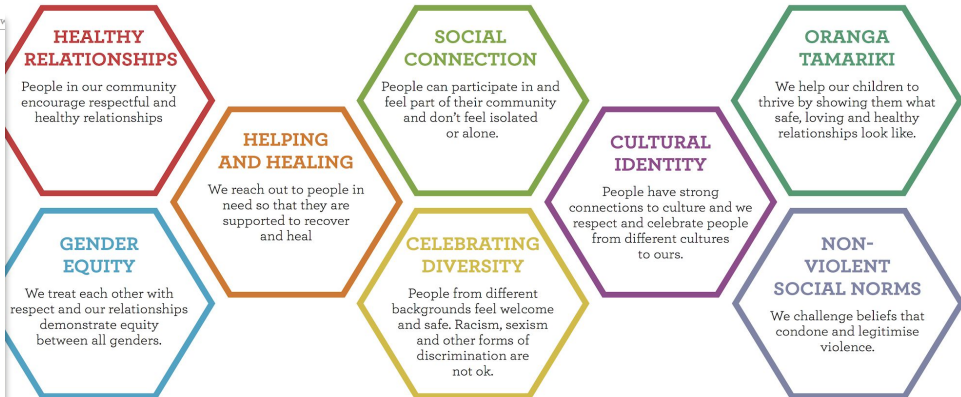 HEALTHY
RELATIONSHIPS
People in our community
encourage respectful and
healthy relationships
SOCIAL
CONNECTION
People can participate in and
feel part of their community
and don't feel isolated
or alone.
ORANGA
TAMARIKI
We help our children to
thrive by showing them what
safe, loving and healthy
relationships look like.
HELPING
AND HEALING
We reach out to people in
need so that they are
supported to recover
and heal
CULTURAL
IDENTITY
People have strong
connections to culture and we
respect and celebrate people
from different cultures
to ours.
GENDER
EQUITY
We treat each other with
respect and our relationships
demonstrate equity
between all genders.
CELEBRATING
DIVERSITY
People from different
backgrounds feel welcome
and safe. Racism, sexism
and other forms of
discrimination are
not ok.
NON-
VIOLENT
SOCIAL NORMS
We challenge beliefs that
condone and legitimise
violence.